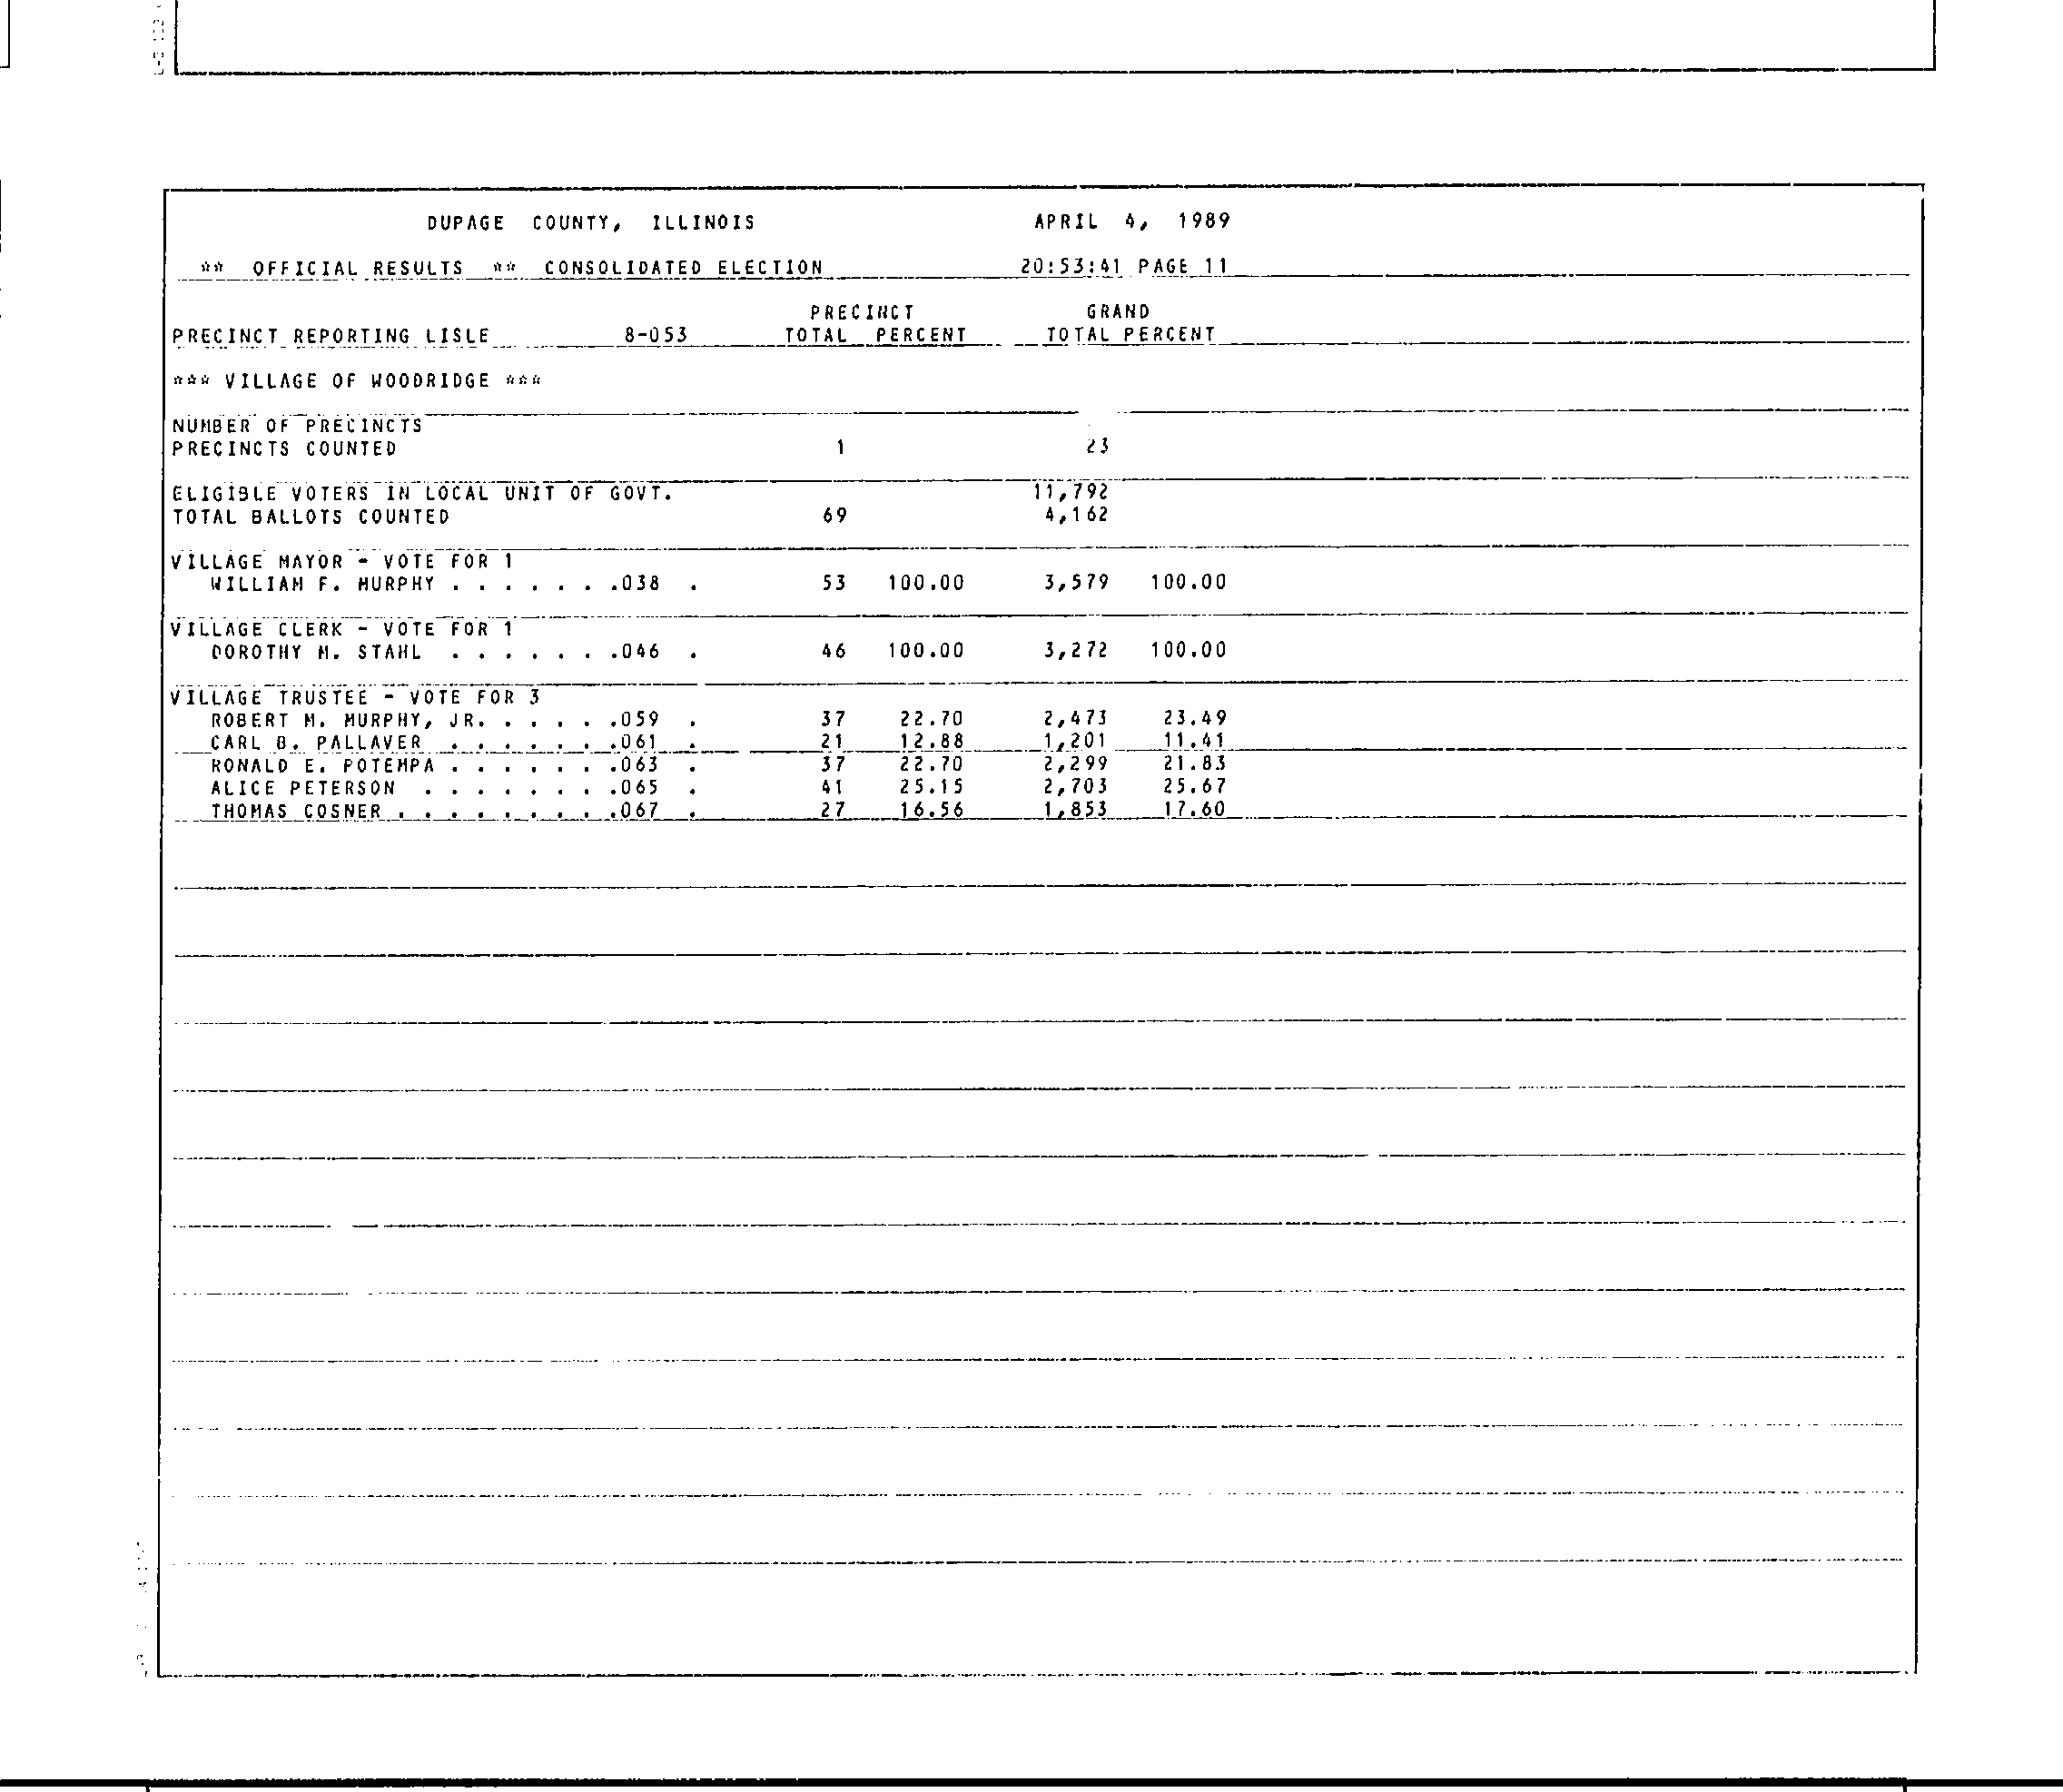 DUPAGE COUNTY, ILLINOIS APRIL 4, 1989
** OFFICIAL RESULTS ** CONSOLIDATED ELECTION 20:53:41 PAGE 11
PRECINCT GRAND
PRECINCT REPORTING LISLE 8-053 TOTAL PERCENT TOTAL PERCENT
*** VILLAGE OF WOODRIDGE ***
NUMBER OF PRECINCTS
PRECINCTS COUNTED 1 23
ELIGIBLE VOTERS IN LOCAL UNIT OF GOVT. 11,792
TOTAL BALLOTS COUNTED 69 4,162
VILLAGE MAYOR - VOTE FOR 1
WILLIAM F. MURPHY . . . . . . .038 . 53 100.00 3,579 100.00
VILLAGE CLERK - VOTE FOR 1
DOROTHY M. STAHL . . . . . . .046 . 46 100.00 3,272 100.00
VILLAGE TRUSTEE - VOTE FOR 3
ROBERT M. MURPHY, JR. . . . . .059 . 37 22.70 2,473 23.49
CARL B. PALLAVER . . . . . . .061 . 21 12.88 1,201 11.41
RONALD E. POTEMPA . . . . . . .063 . 37 22.70 2,299 21.83
ALICE PETERSON . . . . . . . .065 . 41 25.15 2,703 25.67
THOMAS COSNER . . . . . . . . .067 . 27 16.56 1,853 17.60